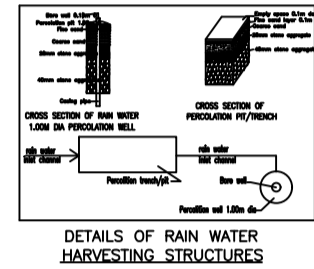 Bore well 0.15m
Percolation pit 1.00
Fine sand
Coarse sand
20mm stone aggregate
40mm stone aggregate
Casing pipe
CROSS SECTION OF RAIN WATER
1.00M DIA PERCOLATION WELL
Empty space 0.1m
Fine sand layer 0.1m
Coarse sand
20mm stone aggregate
40mm stone aggregate
CROSS SECTION OF
PERCOLATION PIT/TRENCH
rain water
inlet channel
Percolition trench/pit
rain water
inlet channel
Bore well
Percolation well 1.00m dia
DETAILS OF RAIN WATER
HARVESTING STRUCTURES